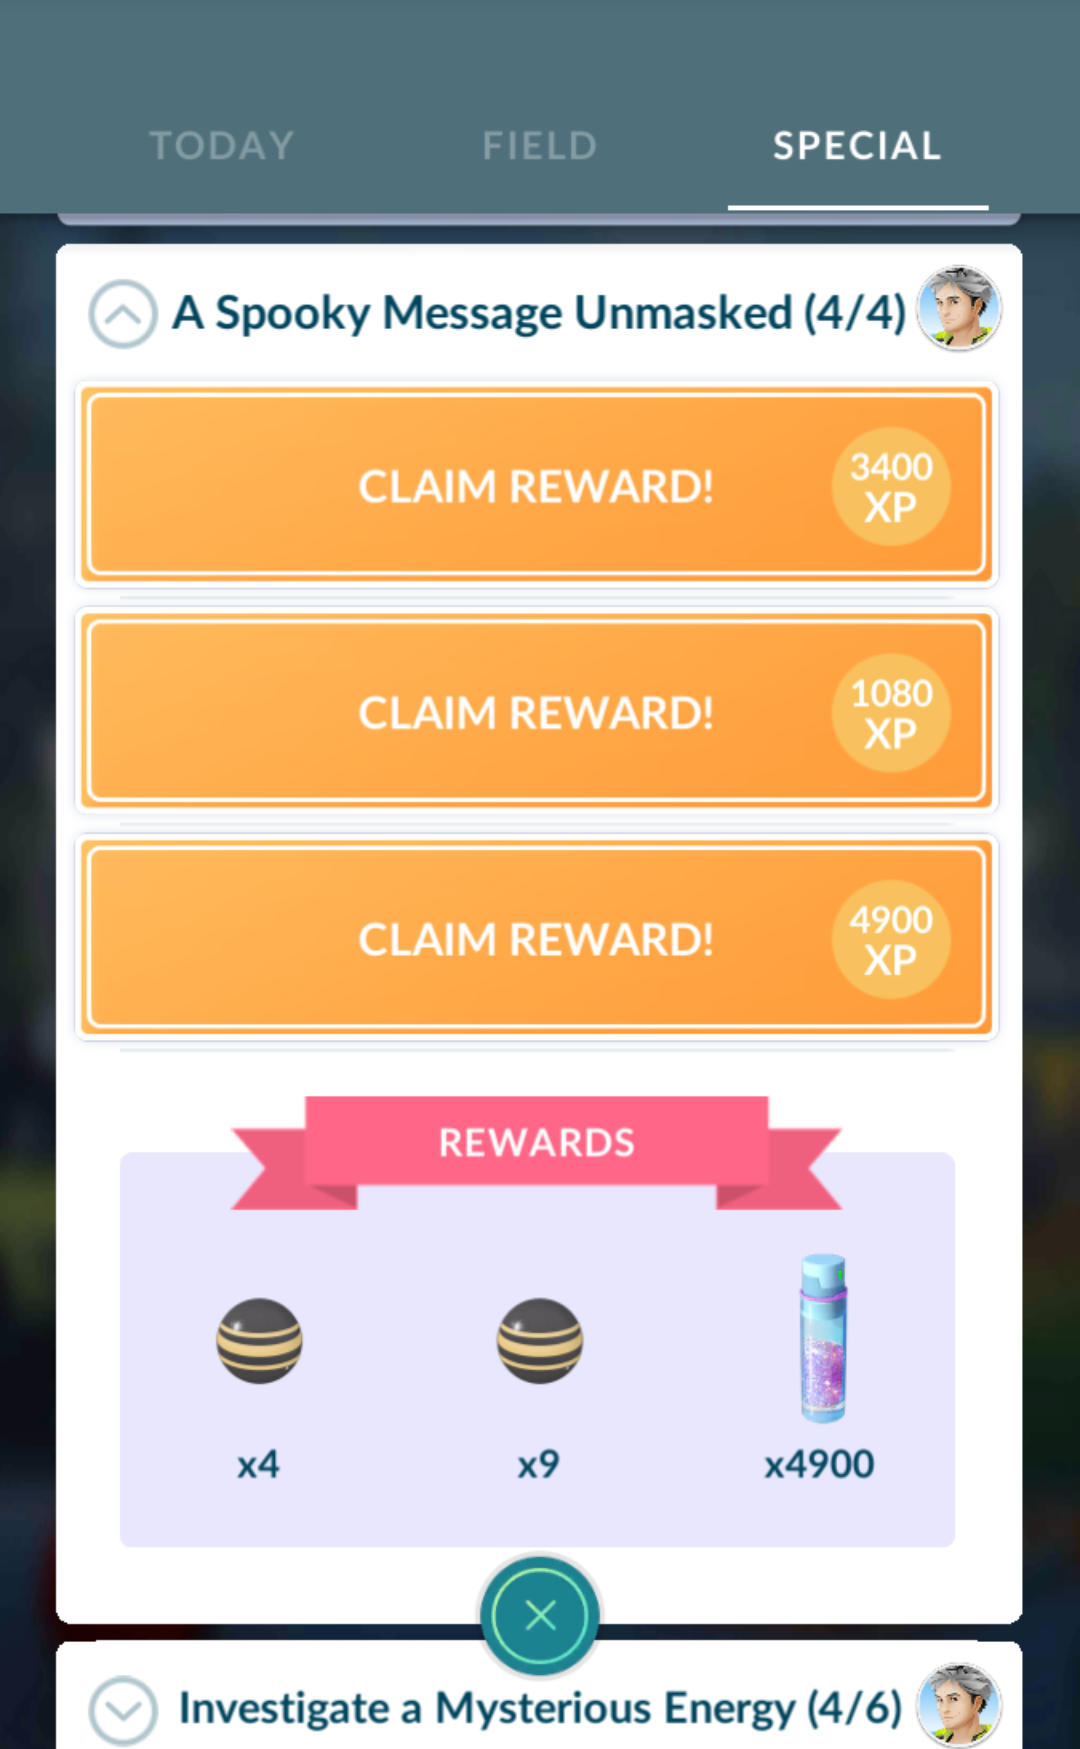 TODAY FIELD SPECIAL
A Spooky Message Unmasked (4/4)
CLAIM REWARD! 3400 XP
CLAIM REWARD! 1080 XP
CLAIM REWARD! 4900 XP
REWARDS
x4 x9 x4900
Investigate a Mysterious Energy (4/6)